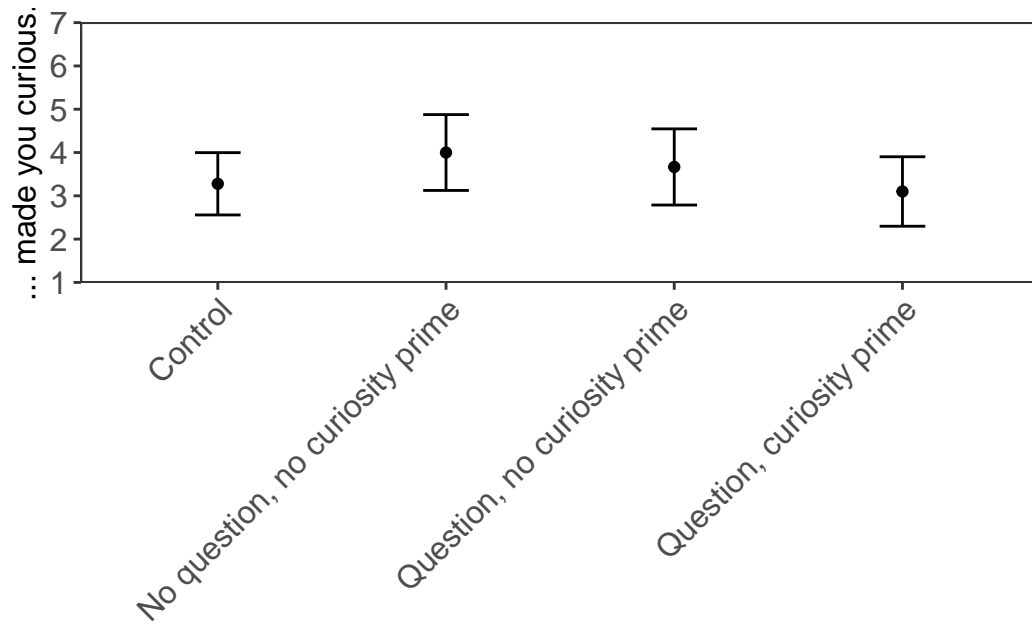 ... made you curious.
7
6
5
4
3
2
1
Control
No question, no curiosity prime
Question, no curiosity prime
Question, curiosity prime